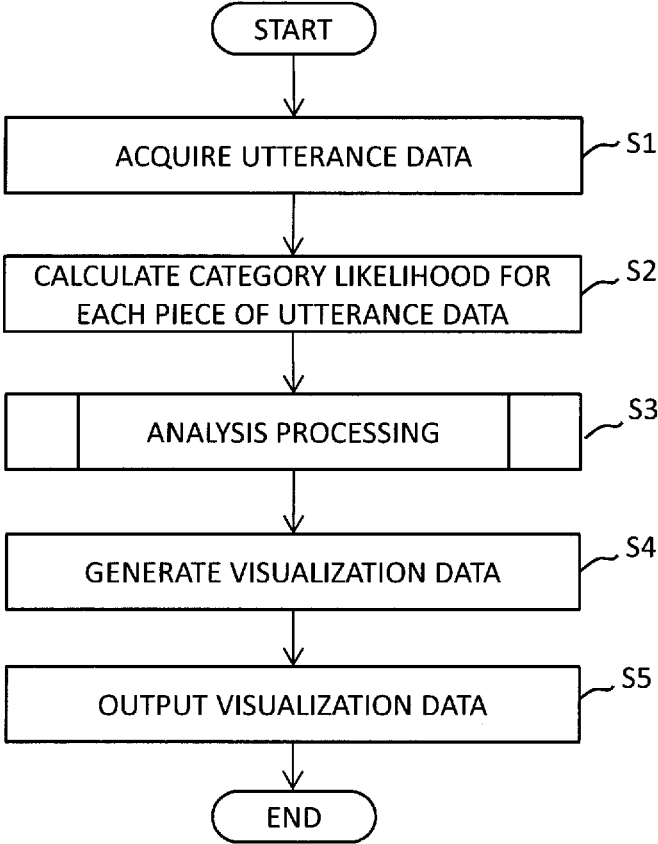 START
ACQUIRE UTTERANCE DATA
S1
CALCULATE CATEGORY LIKELIHOOD FOR
EACH PIECE OF UTTERANCE DATA
S2
ANALYSIS PROCESSING
S3
GENERATE VISUALIZATION DATA
S4
OUTPUT VISUALIZATION DATA
S5
END